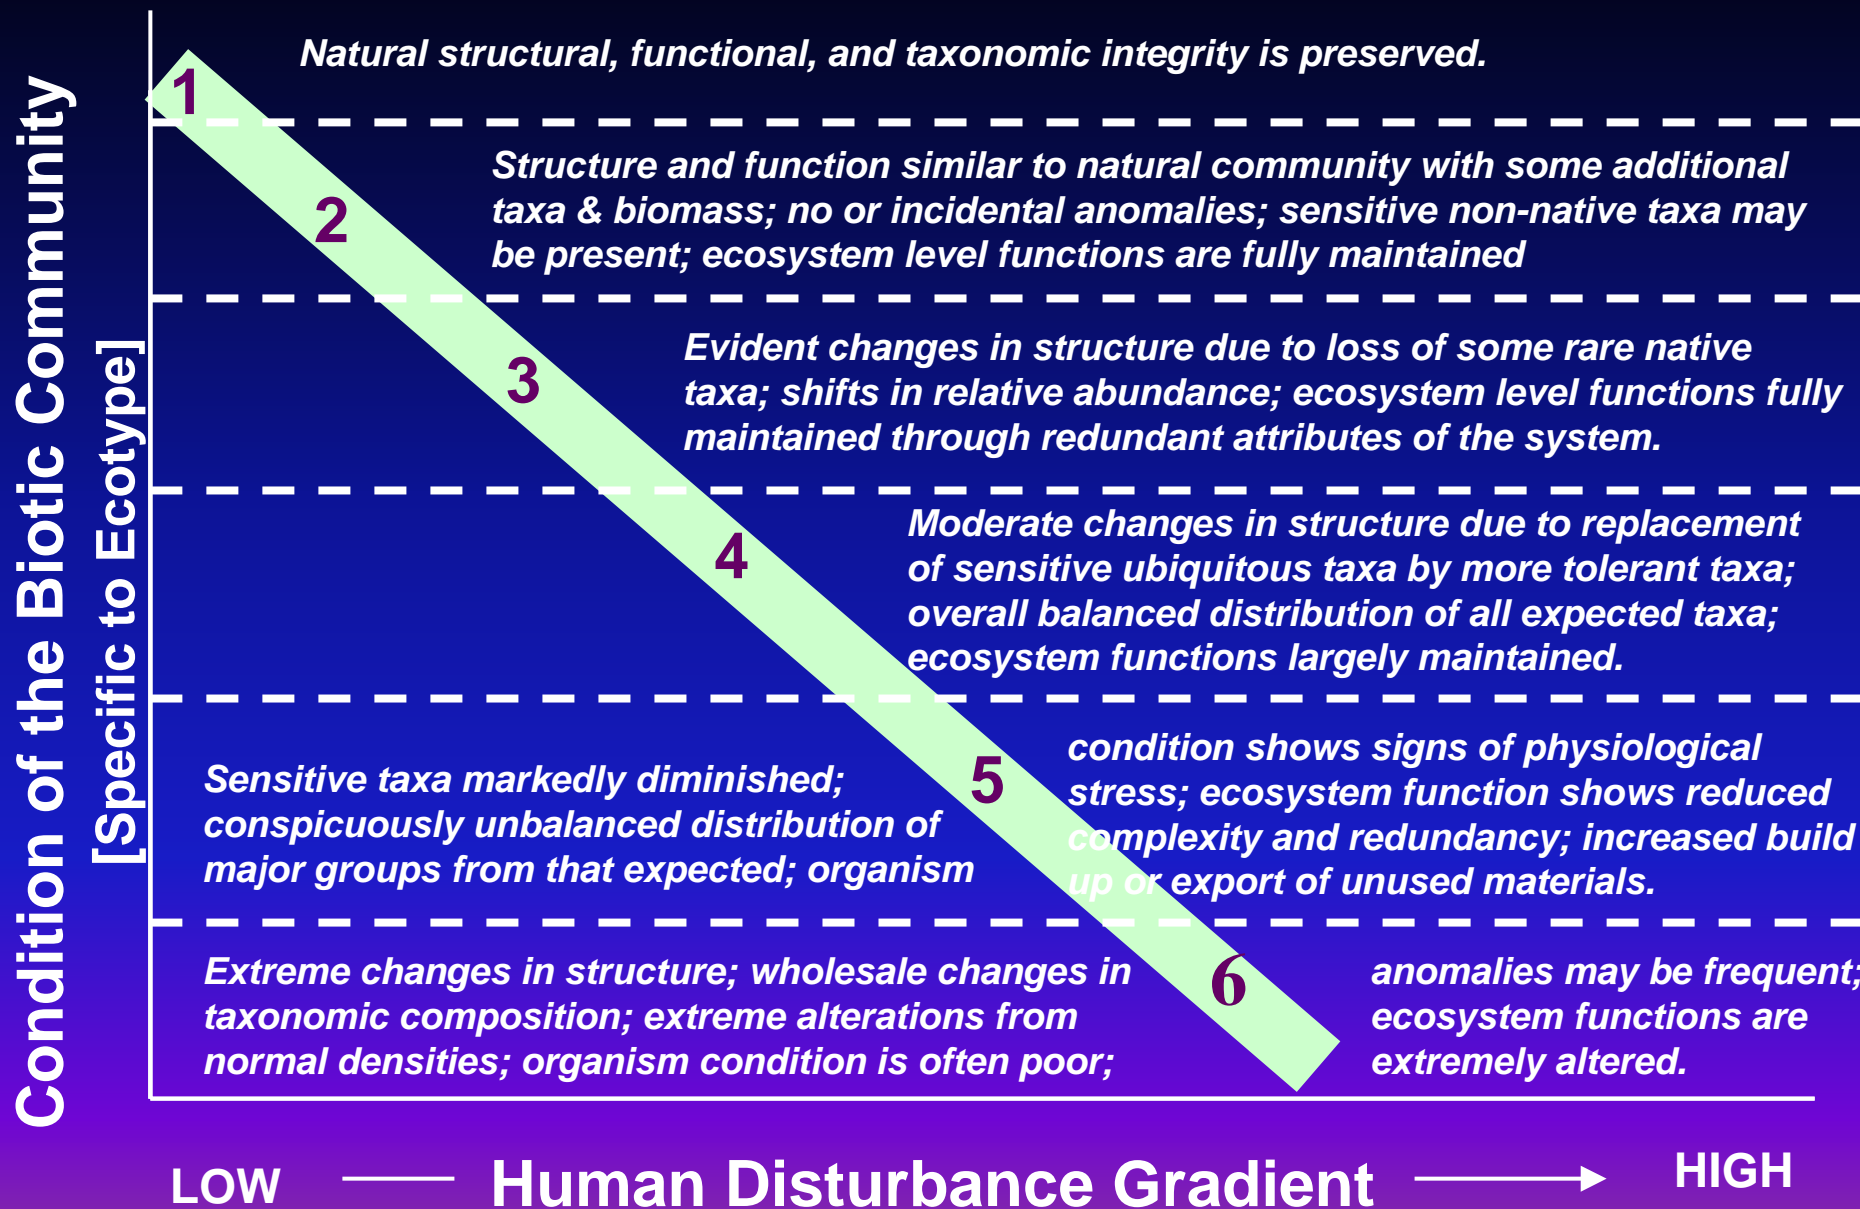 Condition of the Biotic Community
[Specific to Ecotype]
1
Natural structural, functional, and taxonomic integrity is preserved.
2
Structure and function similar to natural community with some additional
taxa & biomass; no or incidental anomalies; sensitive non-native taxa may
be present; ecosystem level functions are fully maintained
3
Evident changes in structure due to loss of some rare native
taxa; shifts in relative abundance; ecosystem level functions fully
maintained through redundant attributes of the system.
4
Moderate changes in structure due to replacement
of sensitive ubiquitous taxa by more tolerant taxa;
overall balanced distribution of all expected taxa;
ecosystem functions largely maintained.
Sensitive taxa markedly diminished;
conspicuously unbalanced distribution of
major groups from that expected; organism
5
condition shows signs of physiological
stress; ecosystem function shows reduced
complexity and redundancy; increased build
up or export of unused materials.
Extreme changes in structure; wholesale changes in
taxonomic composition; extreme alterations from
normal densities; organism condition is often poor;
6
anomalies may be frequent;
ecosystem functions are
extremely altered.
LOW
Human Disturbance Gradient
HIGH